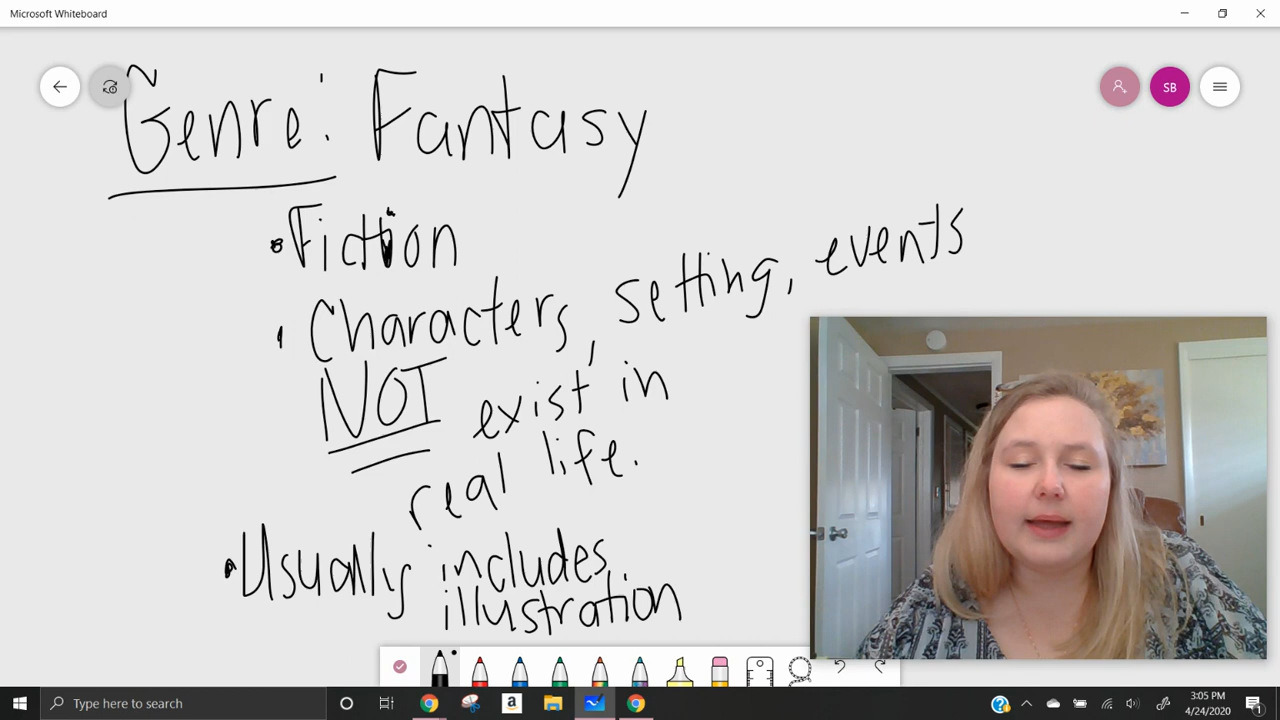 Microsoft Whiteboard
SB
Genre: Fantasy
• Fiction
• Characters, setting, events
NOT exist in
real life.
• Usually includes
illustration
Type here to search
a
3:05 PM
4/24/2020
1